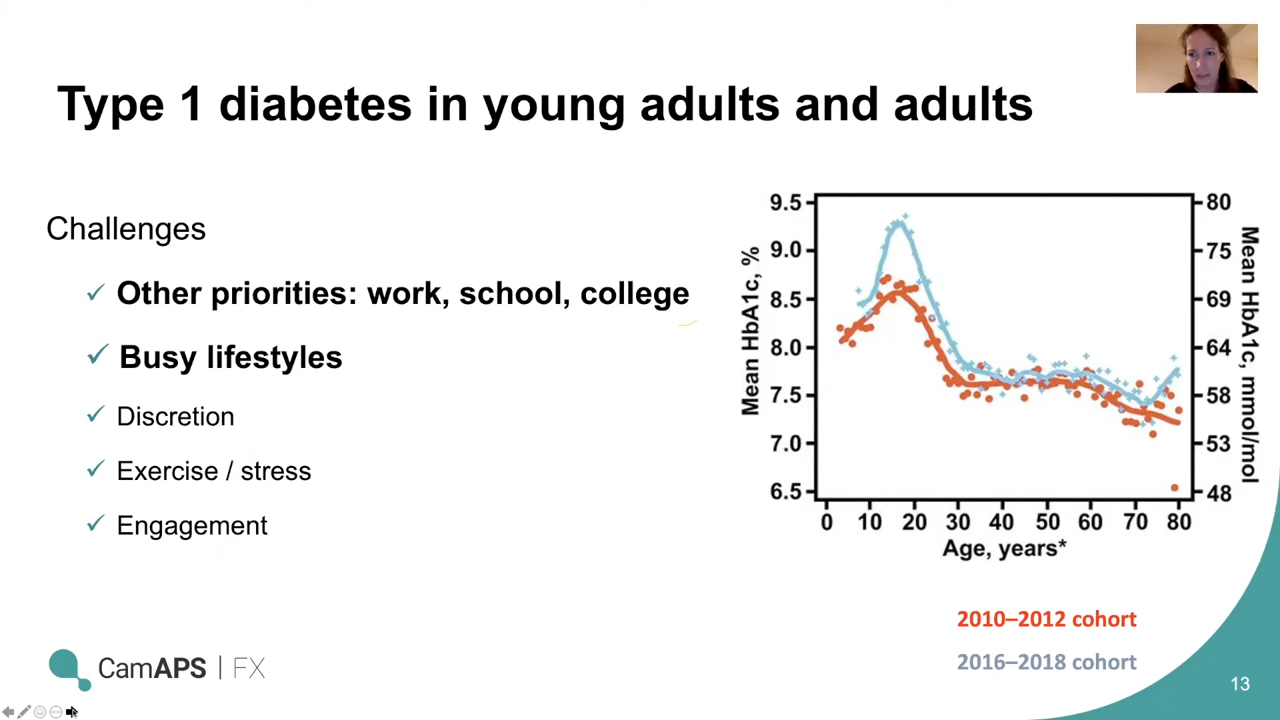 Type 1 diabetes in young adults and adults
Challenges
✓ Other priorities: work, school, college
✓ Busy lifestyles
✓ Discretion
✓ Exercise / stress
✓ Engagement
Mean HbA1c, %
9.5
9.0
8.5
8.0
7.5
7.0
6.5
80
75
69
64
58
53
48
Mean HbA1c, mmol/mol
0 10 20 30 40 50 60 70 80
Age, years*
2010–2012 cohort
2016–2018 cohort
CamAPS | FX
13